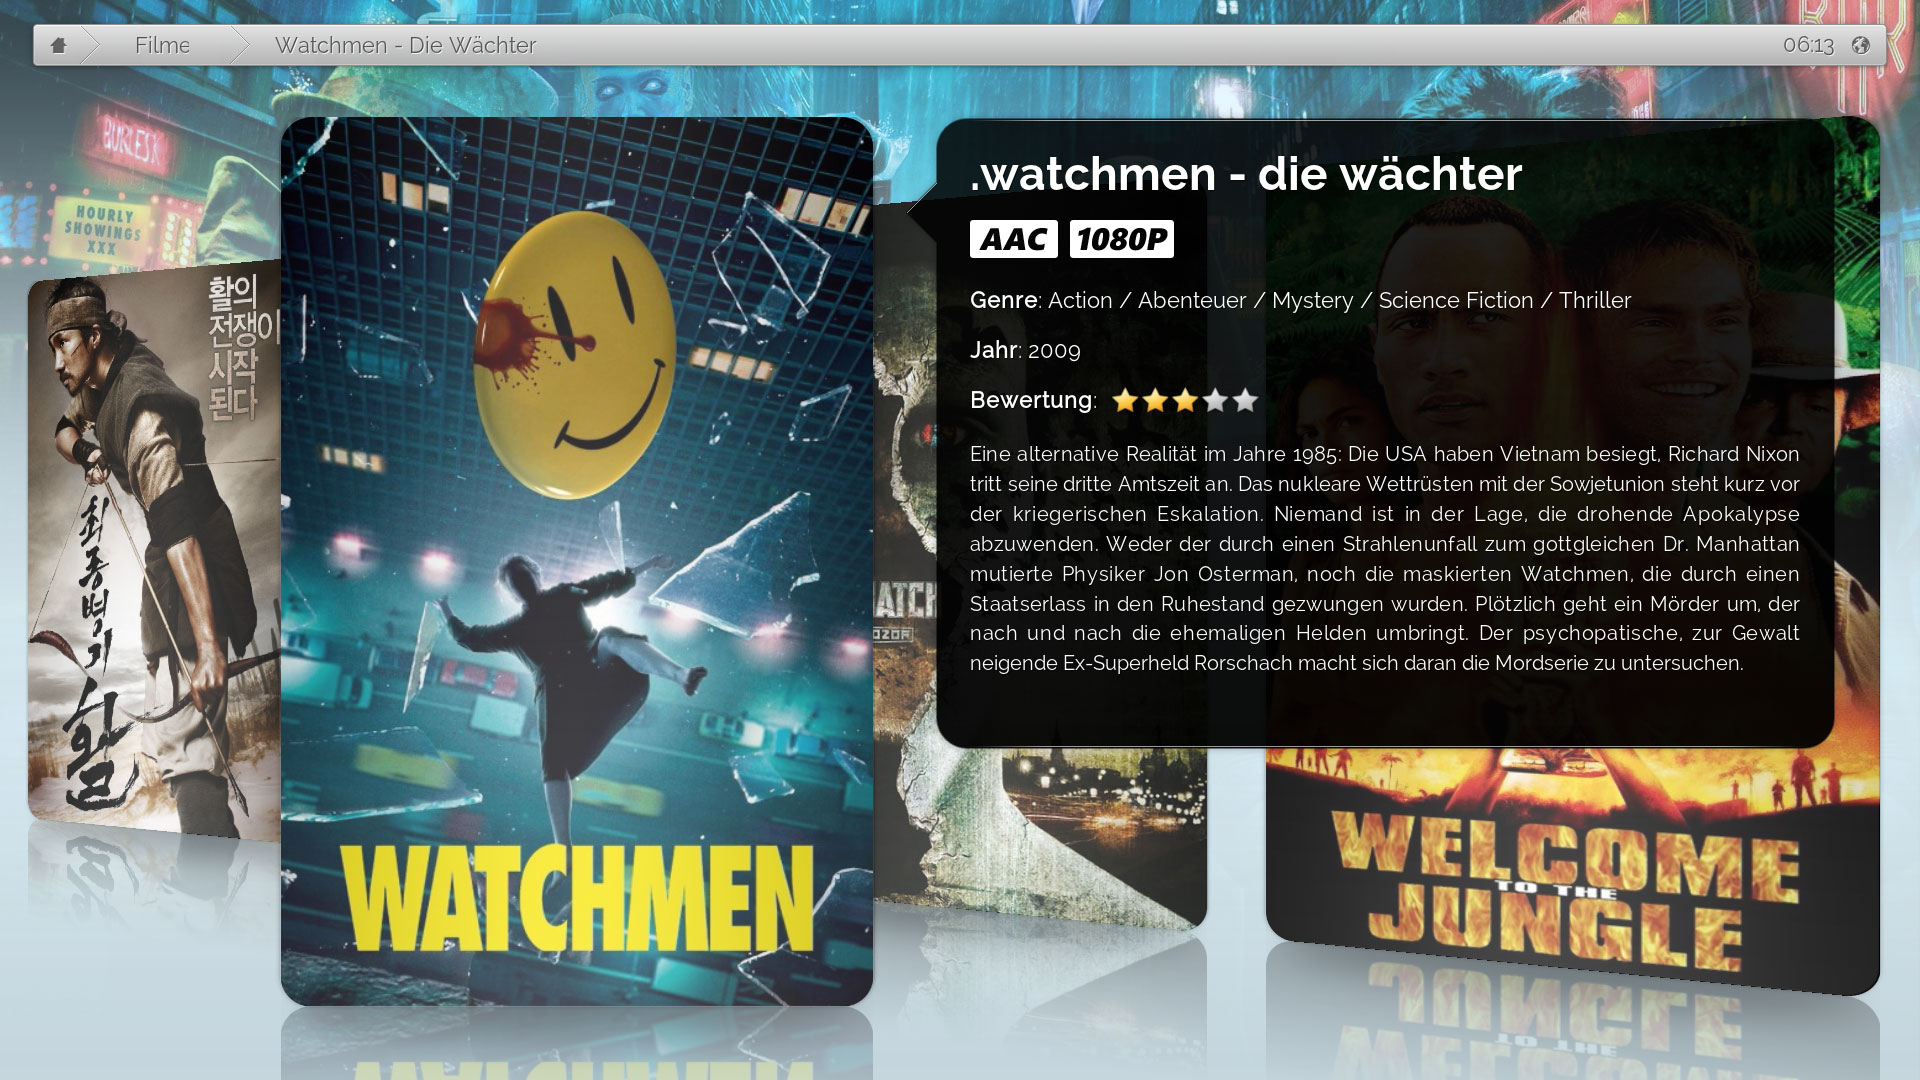 Filme
Watchmen - Die Wächter
06:13
BURLESK
HOURLY
SHOWINGS
XXX
활의
전쟁이
시작
된다
최종병기
활
WATCHMEN
.watchmen - die wächter
AAC 1080P
Genre: Action / Abenteuer / Mystery / Science Fiction / Thriller
Jahr: 2009
Bewertung:
Eine alternative Realität im Jahre 1985: Die USA haben Vietnam besiegt, Richard Nixon
tritt seine dritte Amtszeit an. Das nukleare Wettrüsten mit der Sowjetunion steht kurz vor
der kriegerischen Eskalation. Niemand ist in der Lage, die drohende Apokalypse
abzuwenden. Weder der durch einen Strahlenunfall zum gottgleichen Dr. Manhattan
mutierte Physiker Jon Osterman, noch die maskierten Watchmen, die durch einen
Staatserlass in den Ruhestand gezwungen wurden. Plötzlich geht ein Mörder um, der
nach und nach die ehemaligen Helden umbringt. Der psychopatische, zur Gewalt
neigende Ex-Superheld Rorschach macht sich daran die Mordserie zu untersuchen.
WELCOME
TO THE
JUNGLE